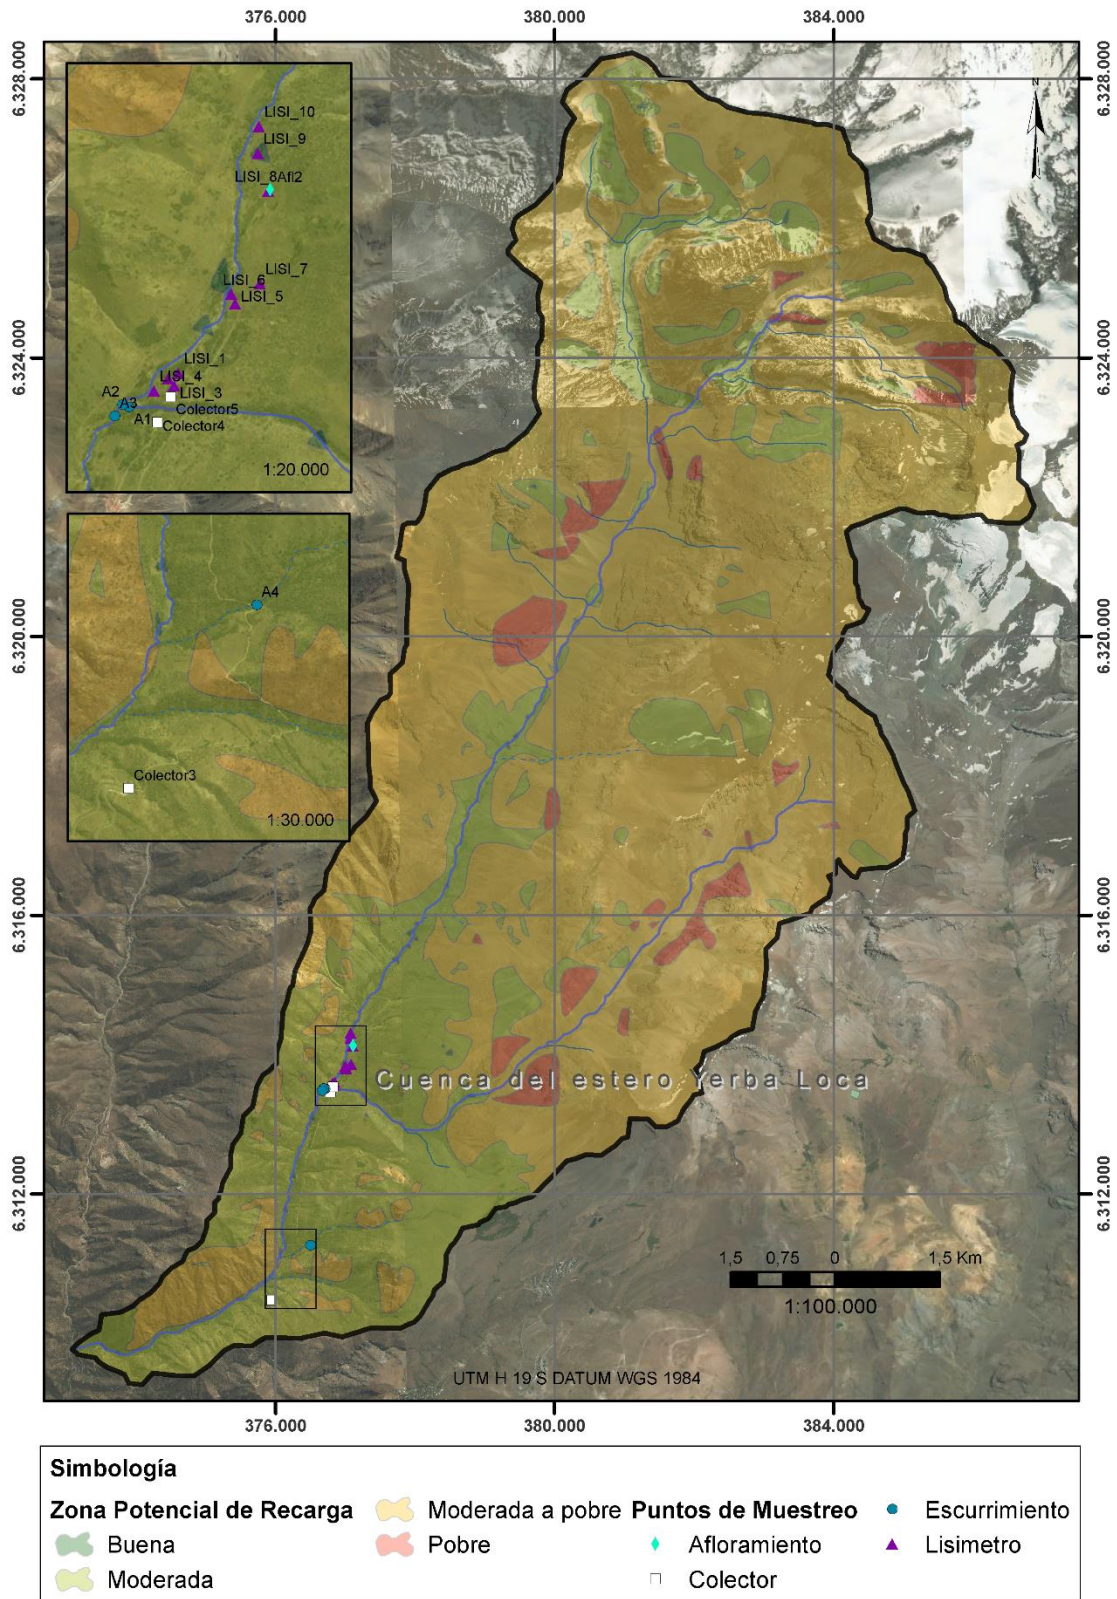 376.000
380.000
384.000
6.328.000
6.328.000
N
LISI_10
LISI_9
LISI_8Afl2
LISI_7
LISI_6
LISI_5
LISI_1
LISI_4
LISI_3
A2
A3
A1
Colector5
Colector4
1:20.000
6.324.000
6.324.000
A4
Colector3
1:30.000
6.320.000
6.320.000
6.316.000
6.316.000
Cuenca del estero Yerba Loca
6.312.000
6.312.000
1,5 0,75 0 1,5 Km
1:100.000
UTM H 19 S DATUM WGS 1984
376.000
380.000
384.000
Simbología
Zona Potencial de Recarga
Buena
Moderada
Moderada a pobre
Pobre
Puntos de Muestreo
Afloramiento
Colector
Escurrimiento
Lisimetro